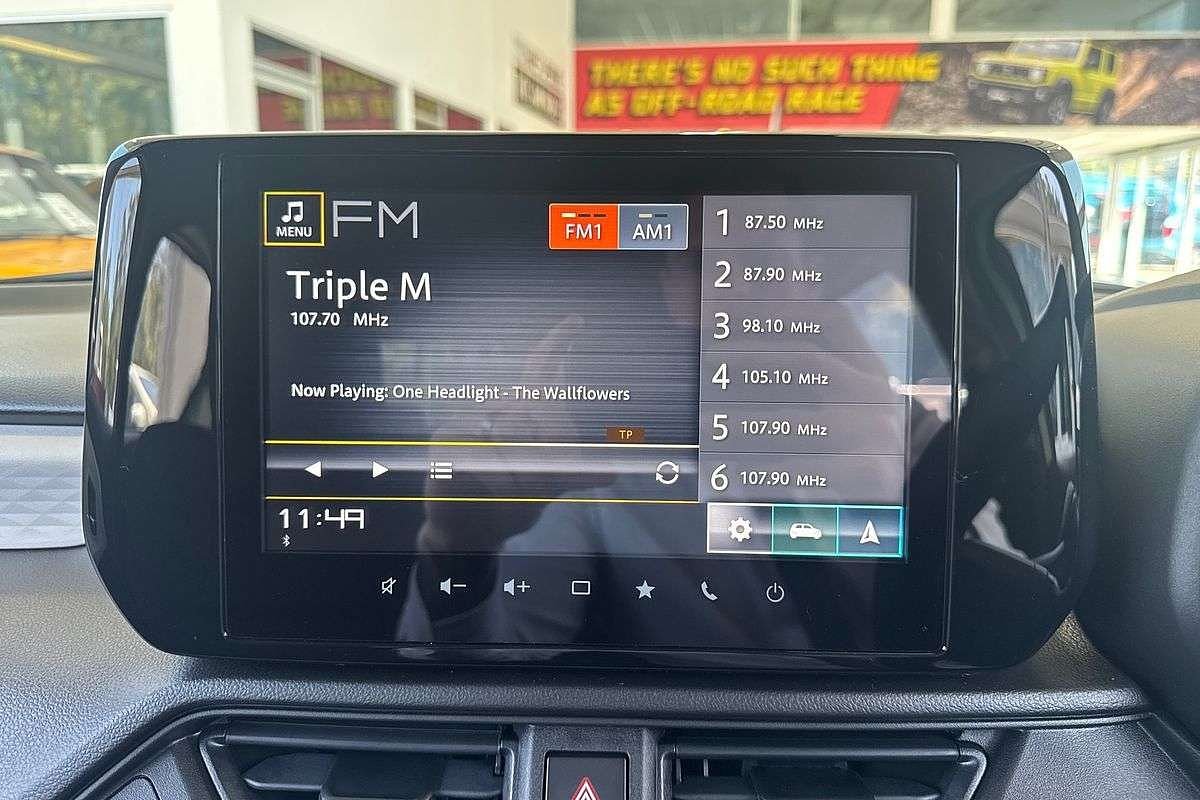 THERE'S NO SUCH THING
AS OFF-ROAD RAGE
MENU
FM
FM1
AM1
Triple M
107.70 MHz
Now Playing: One Headlight - The Wallflowers
TP
11:49
1 87.50 MHz
2 87.90 MHz
3 98.10 MHz
4 105.10 MHz
5 107.90 MHz
6 107.90 MHz